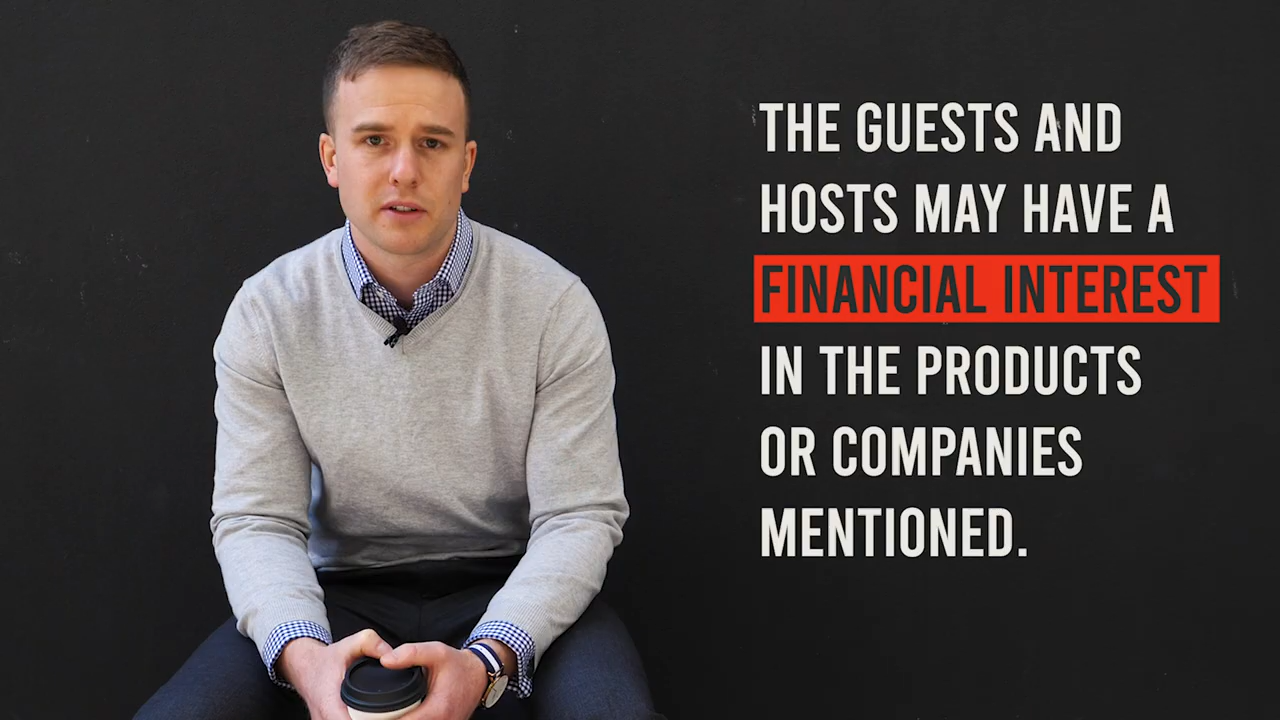 THE GUESTS AND
HOSTS MAY HAVE A
FINANCIAL INTEREST
IN THE PRODUCTS
OR COMPANIES
MENTIONED.